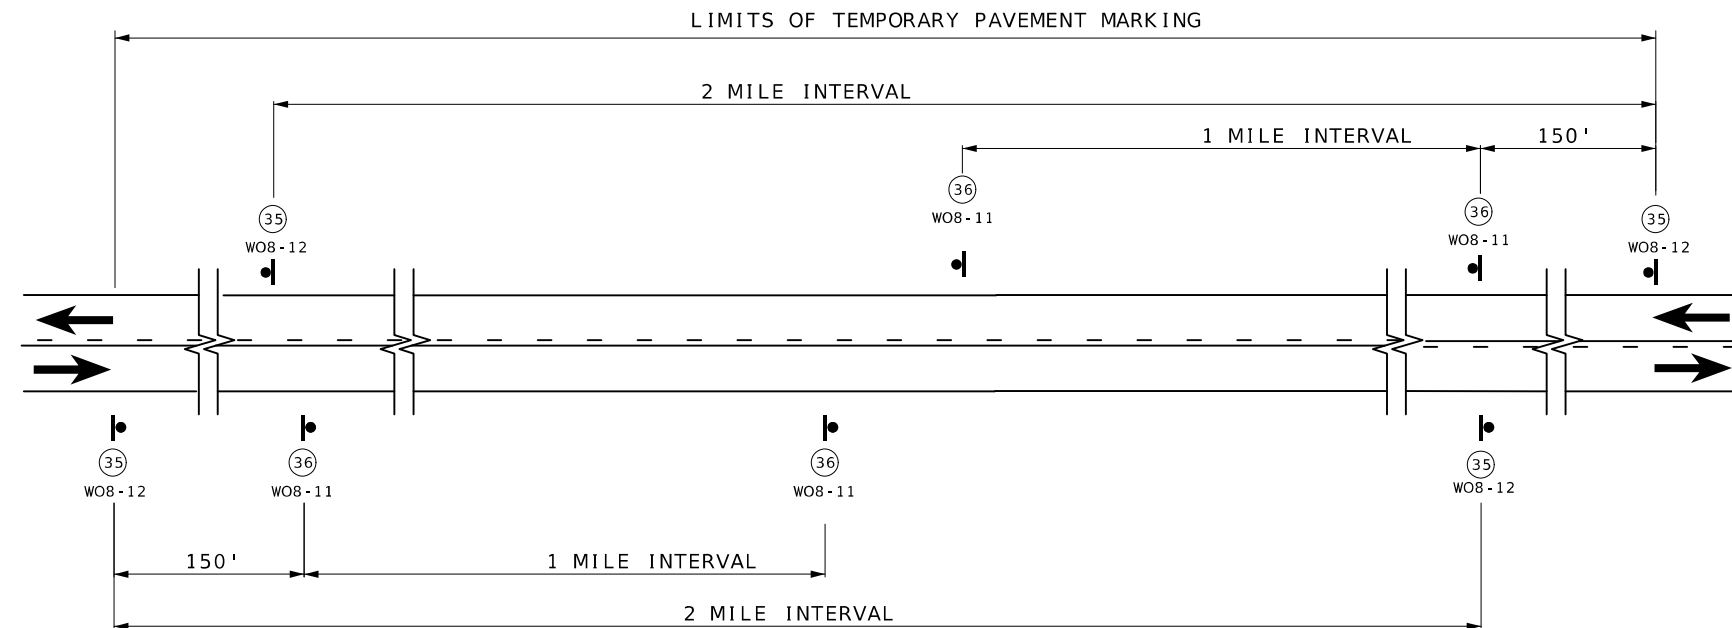 LIMITS OF TEMPORARY PAVEMENT MARKING
2 MILE INTERVAL
1 MILE INTERVAL
150'
36
WO8-11
35
WO8-12
36
WO8-11
35
WO8-12
35
WO8-12
36
WO8-11
36
WO8-11
35
WO8-12
150'
1 MILE INTERVAL
2 MILE INTERVAL